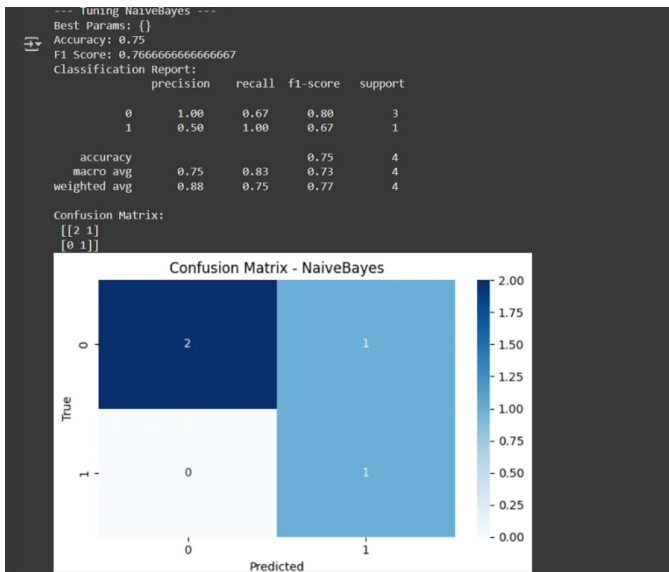 --- Tuning NaiveBayes ---
Best Params: {}
Accuracy: 0.75
F1 Score: 0.7666666666666667
Classification Report:
precision recall f1-score support
0 1.00 0.67 0.80 3
1 0.50 1.00 0.67 1
accuracy 0.75 4
macro avg 0.75 0.83 0.73 4
weighted avg 0.88 0.75 0.77 4
Confusion Matrix:
[[2 1]
[0 1]]
Confusion Matrix - NaiveBayes
2.00
1.75
0 2 1
1.50
1.25
True
1.00
0.75
1 0 1
0.50
0.25
0.00
0 1
Predicted